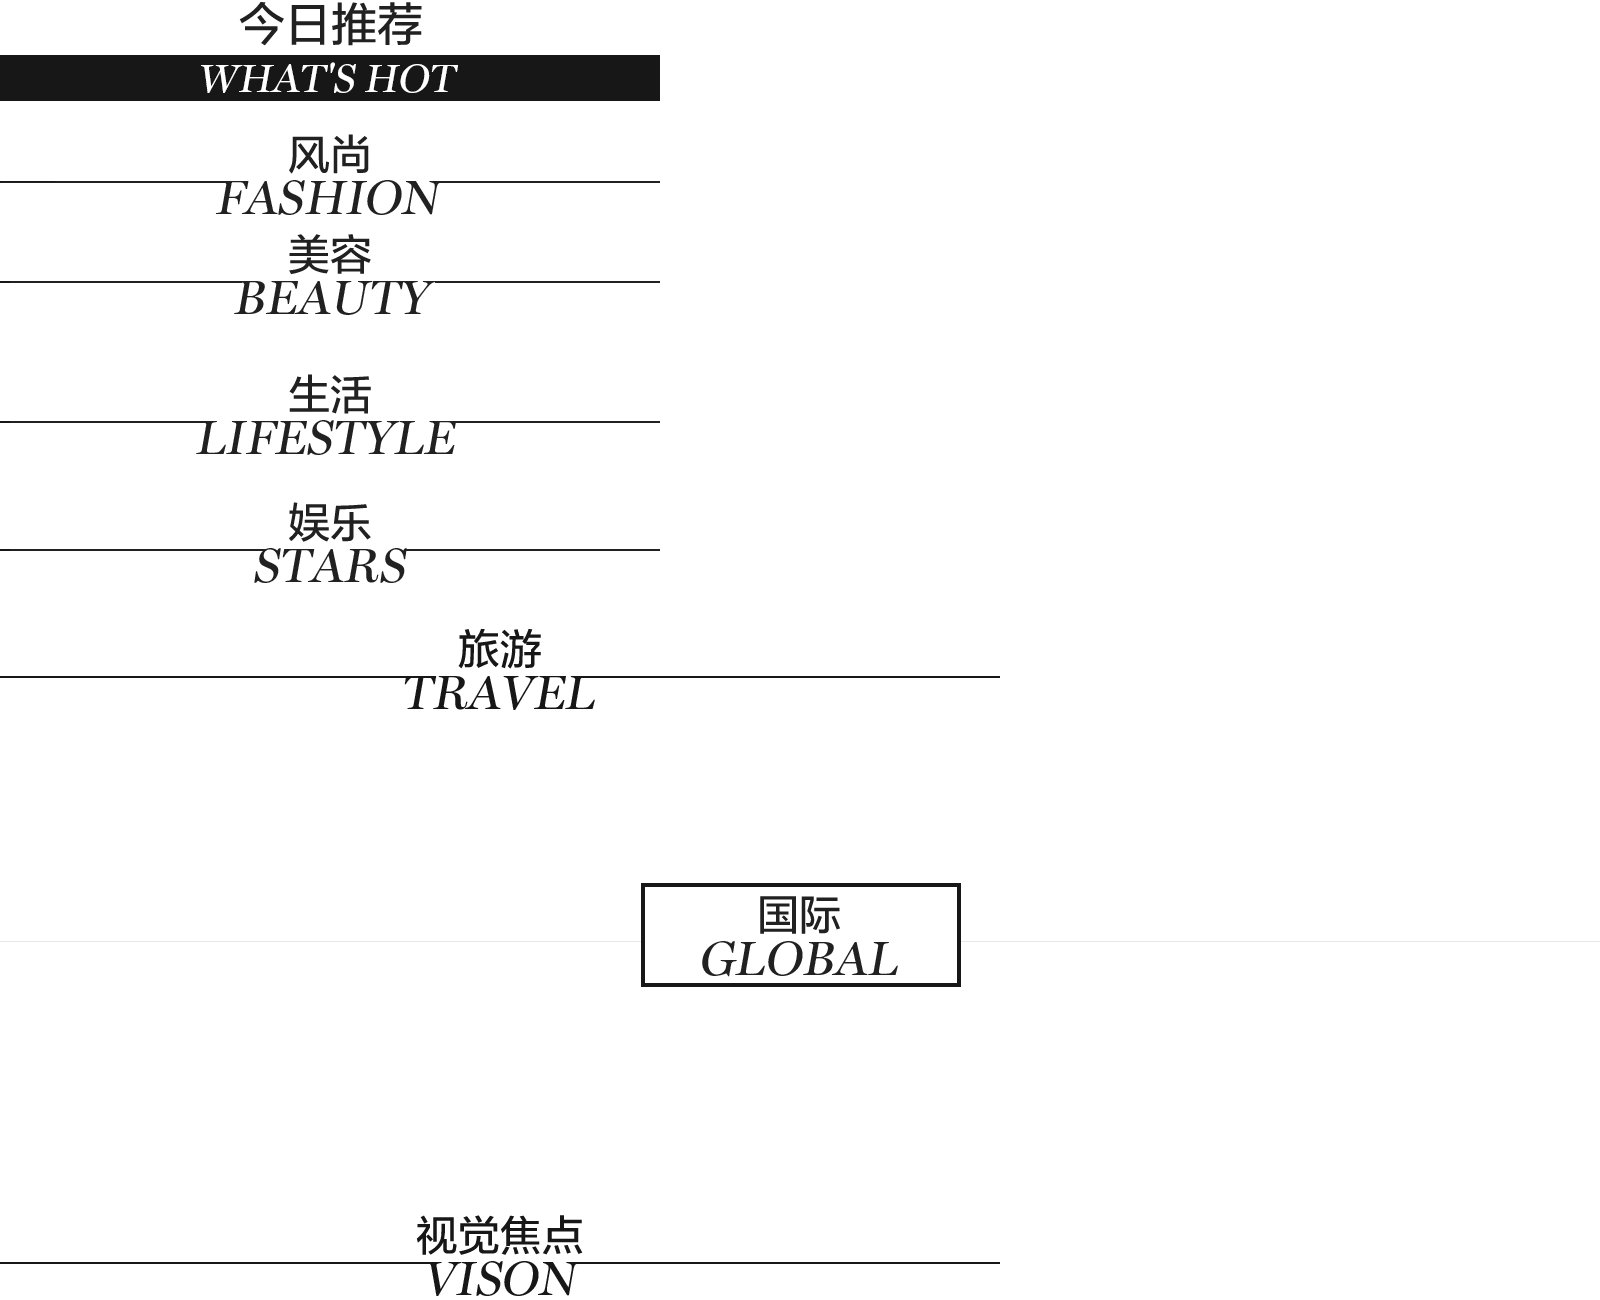 今日推荐
WHAT'S HOT
风尚
FASHION
美容
BEAUTY
生活
LIFESTYLE
娱乐
STARS
旅游
TRAVEL
国际
GLOBAL
视觉焦点
VISON